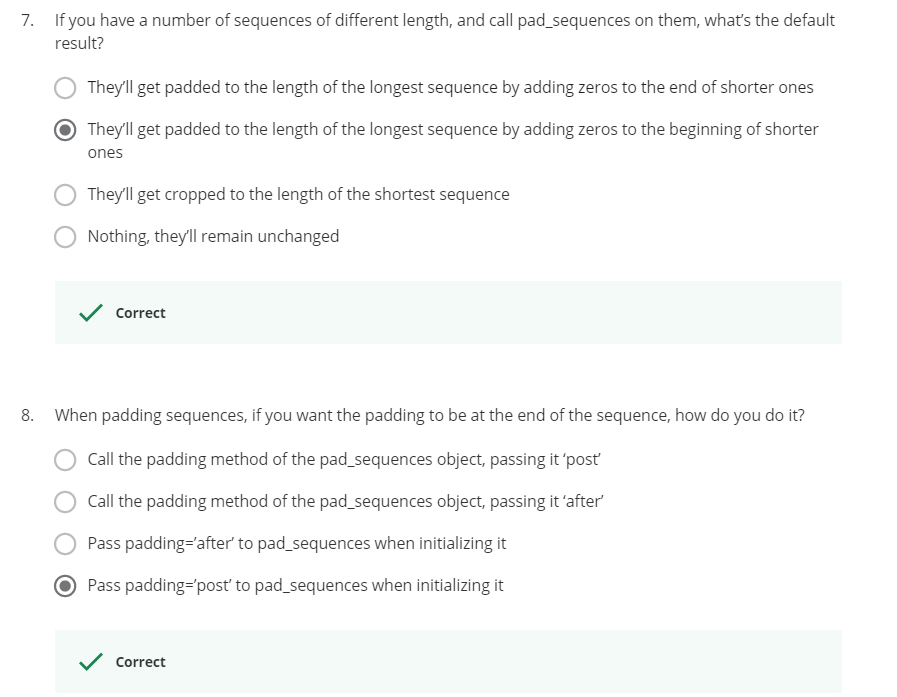 7. If you have a number of sequences of different length, and call pad_sequences on them, what's the default
result?
They'll get padded to the length of the longest sequence by adding zeros to the end of shorter ones
They'll get padded to the length of the longest sequence by adding zeros to the beginning of shorter
ones
They'll get cropped to the length of the shortest sequence
Nothing, they'll remain unchanged
Correct
8. When padding sequences, if you want the padding to be at the end of the sequence, how do you do it?
Call the padding method of the pad_sequences object, passing it ‘post’
Call the padding method of the pad_sequences object, passing it ‘after’
Pass padding=’after’ to pad_sequences when initializing it
Pass padding=’post’ to pad_sequences when initializing it
Correct